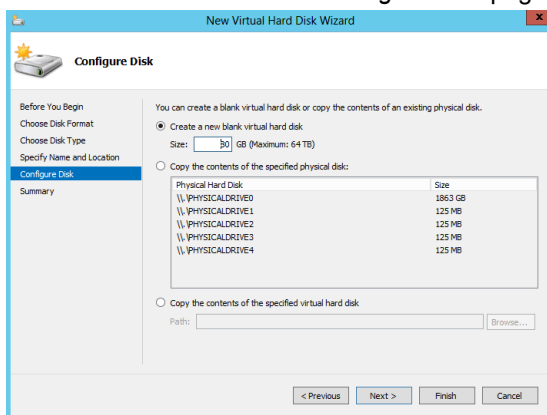 New Virtual Hard Disk Wizard
x
Configure Disk
Before You Begin
Choose Disk Format
Choose Disk Type
Specify Name and Location
Configure Disk
Summary
You can create a blank virtual hard disk or copy the contents of an existing physical disk.
Create a new blank virtual hard disk
Size: 80 GB (Maximum: 64 TB)
Copy the contents of the specified physical disk:
Physical Hard Disk Size
\\.\PHYSICALDRIVE0 1863 GB
\\.\PHYSICALDRIVE1 125 MB
\\.\PHYSICALDRIVE2 125 MB
\\.\PHYSICALDRIVE3 125 MB
\\.\PHYSICALDRIVE4 125 MB
Copy the contents of the specified virtual hard disk
Path: Browse...
< Previous Next > Finish Cancel